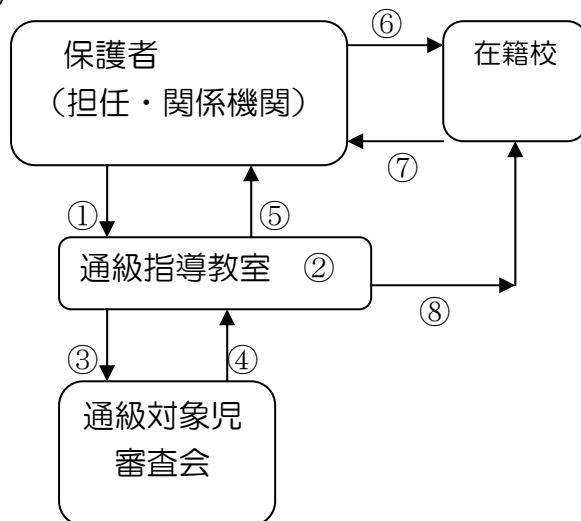 保護者
(担任・関係機関)
⑥
在籍校
⑦
①
⑤
通級指導教室 ②
⑧
③
④
通級対象児
審査会